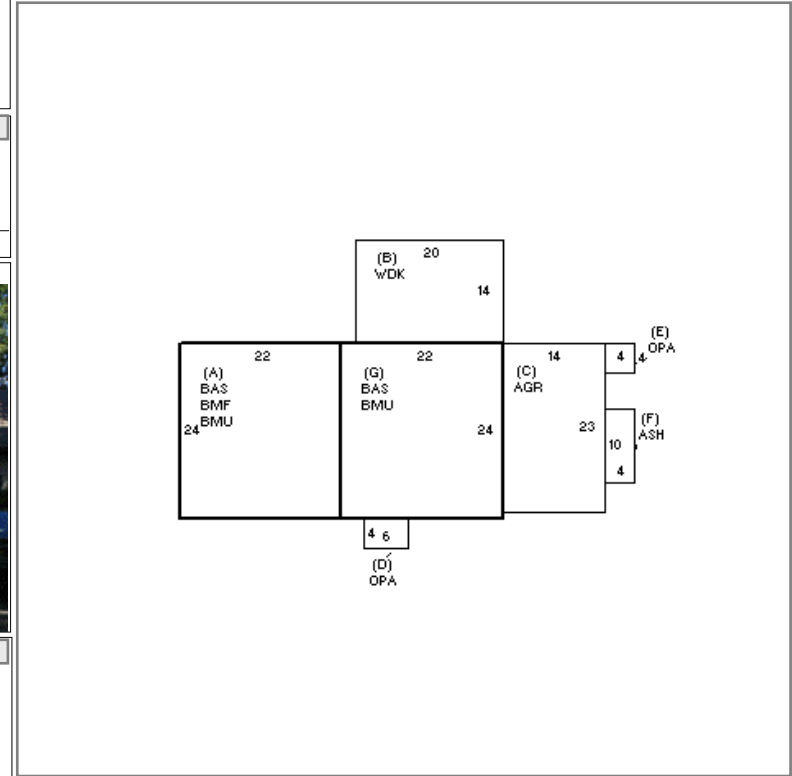 (B)
WDK
20
14
22
(A)
BAS
BMF
BMU
24
22
(G)
BAS
BMU
24
14
(C)
AGR
23
4
4
(E)
OPA
(F)
ASH
10
4
4 6
(D)
OPA